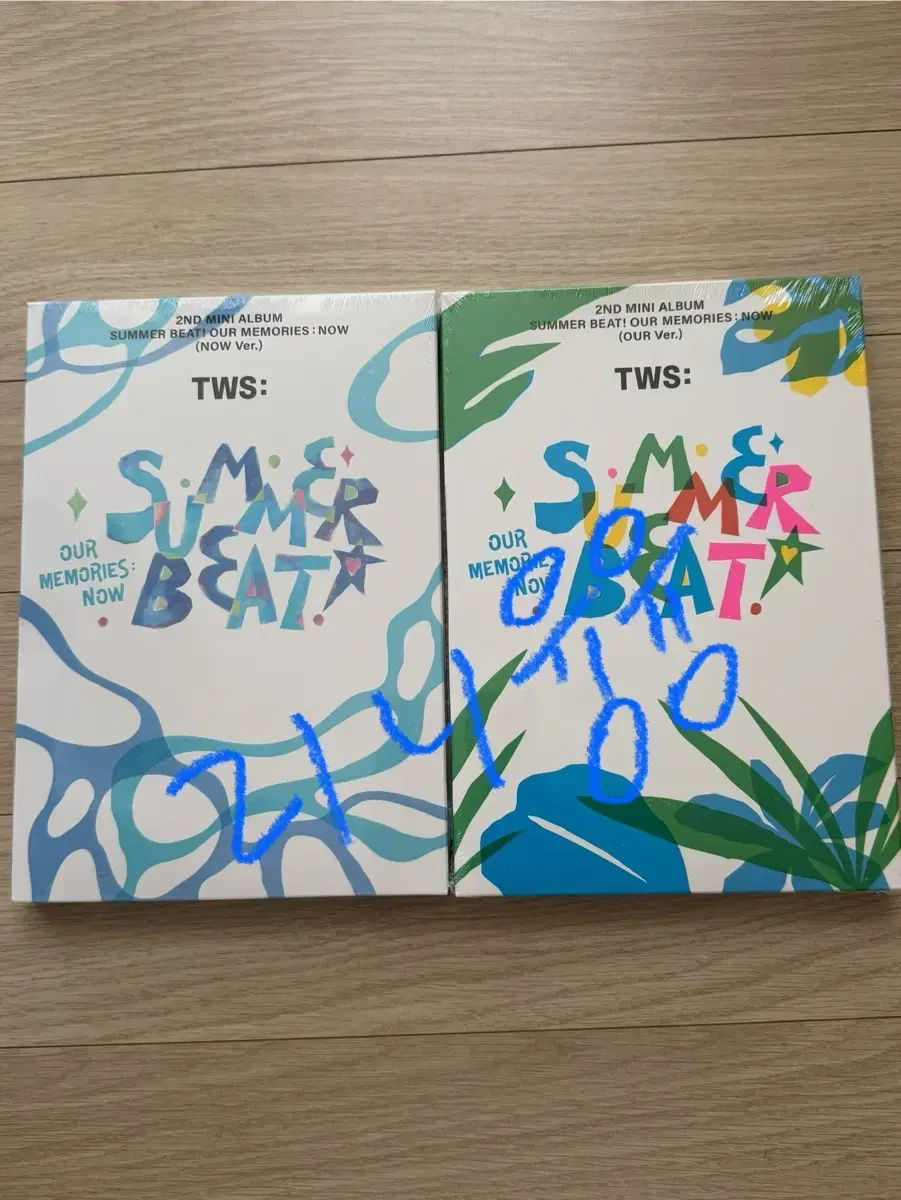 2ND MINI ALBUM
SUMMER BEAT! OUR MEMORIES : NOW
(NOW Ver.)
TWS:
SUMMER
BEAT!
OUR
MEMORIES:
NOW
2ND MINI ALBUM
SUMMER BEAT! OUR MEMORIES : NOW
(OUR Ver.)
TWS:
SUMMER
BEAT!
OUR
MEMORIES:
NOW